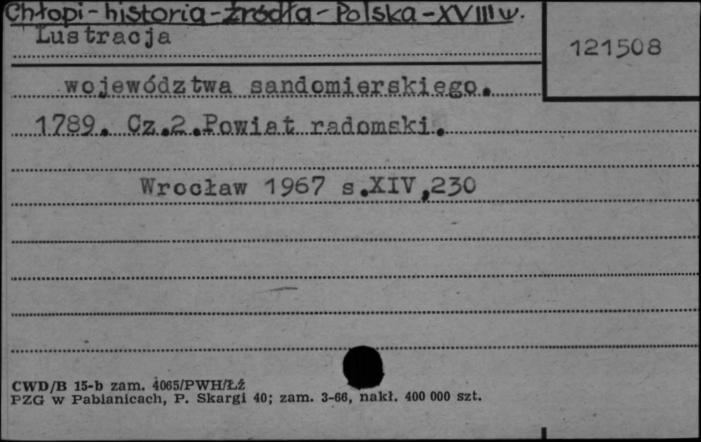 Chłopi-historia-źródła-Polska-XVIII w.
Lustracja
121508
województwa sandomierskiego.
1789. Cz.2.Powiat radomski.
Wrocław 1967 s.XIV,230
CWD/B 15-b zam. 4065/PWH/Łź
PZG w Pabianicach, P. Skargi 40; zam. 3-66, nakł. 400 000 szt.